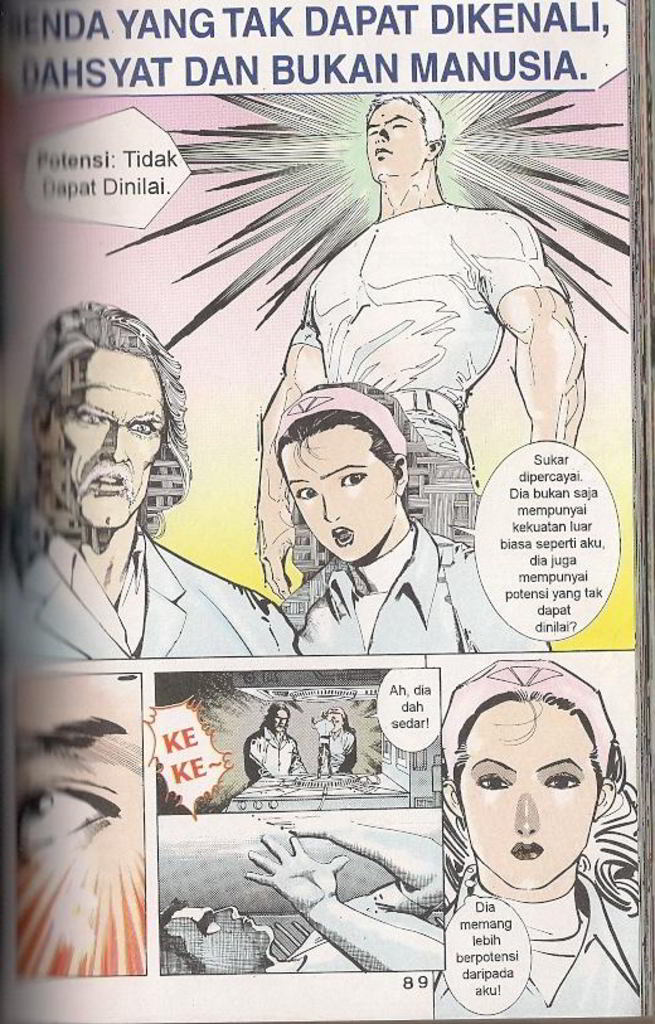 BENDA YANG TAK DAPAT DIKENALI,
DAHSYAT DAN BUKAN MANUSIA.
Potensi: Tidak
Dapat Dinilai.
Sukar
dipercayai.
Dia bukan saja
mempunyai
kekuatan luar
biasa seperti aku,
dia juga
mempunyai
potensi yang tak
dapat
dinilai?
KE
KE~
Ah, dia
dah
sedar!
Dia
memang
lebih
berpotensi
daripada
aku!
89